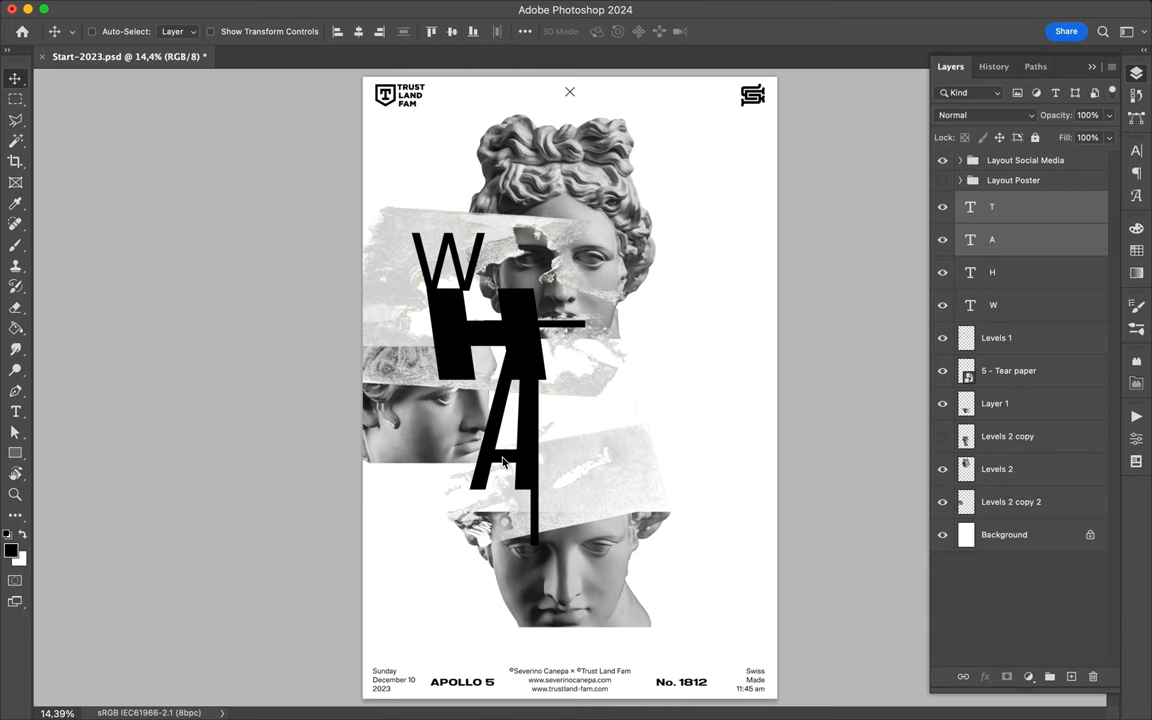 Adobe Photoshop 2024
Auto-Select:
Layer
Show Transform Controls
3D Mode:
Share
Start-2023.psd @ 14,4% (RGB/8) *
TRUST
LAND
FAM
W
H
A
T
Sunday
December 10
2023
APOLLO 5
©Severino Canepa × ©Trust Land Fam
www.severinocanepa.com
www.trustland-fam.com
No. 1812
Swiss
Made
11:45 am
Layers
History
Paths
Kind
Normal
Opacity: 100%
Lock:
Fill: 100%
Layout Social Media
Layout Poster
T
A
H
W
Levels 1
5 - Tear paper
Layer 1
Levels 2 copy
Levels 2
Levels 2 copy 2
Background
14,39%
sRGB IEC61966-2.1 (8bpc)